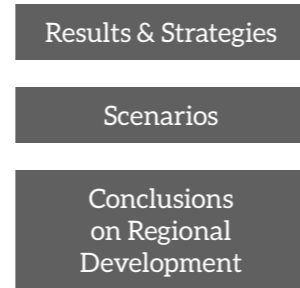 Results & Strategies
Scenarios
Conclusions
on Regional
Development